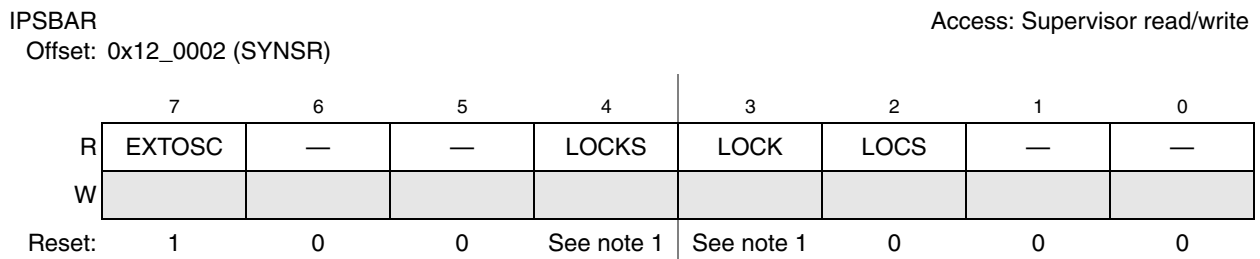 IPSBAR Access: Supervisor read/write
Offset: 0x12_0002 (SYNSR)
7 6 5 4 3 2 1 0
R EXTOSC — — LOCKS LOCK LOCS — —
W
Reset: 1 0 0 See note 1 See note 1 0 0 0